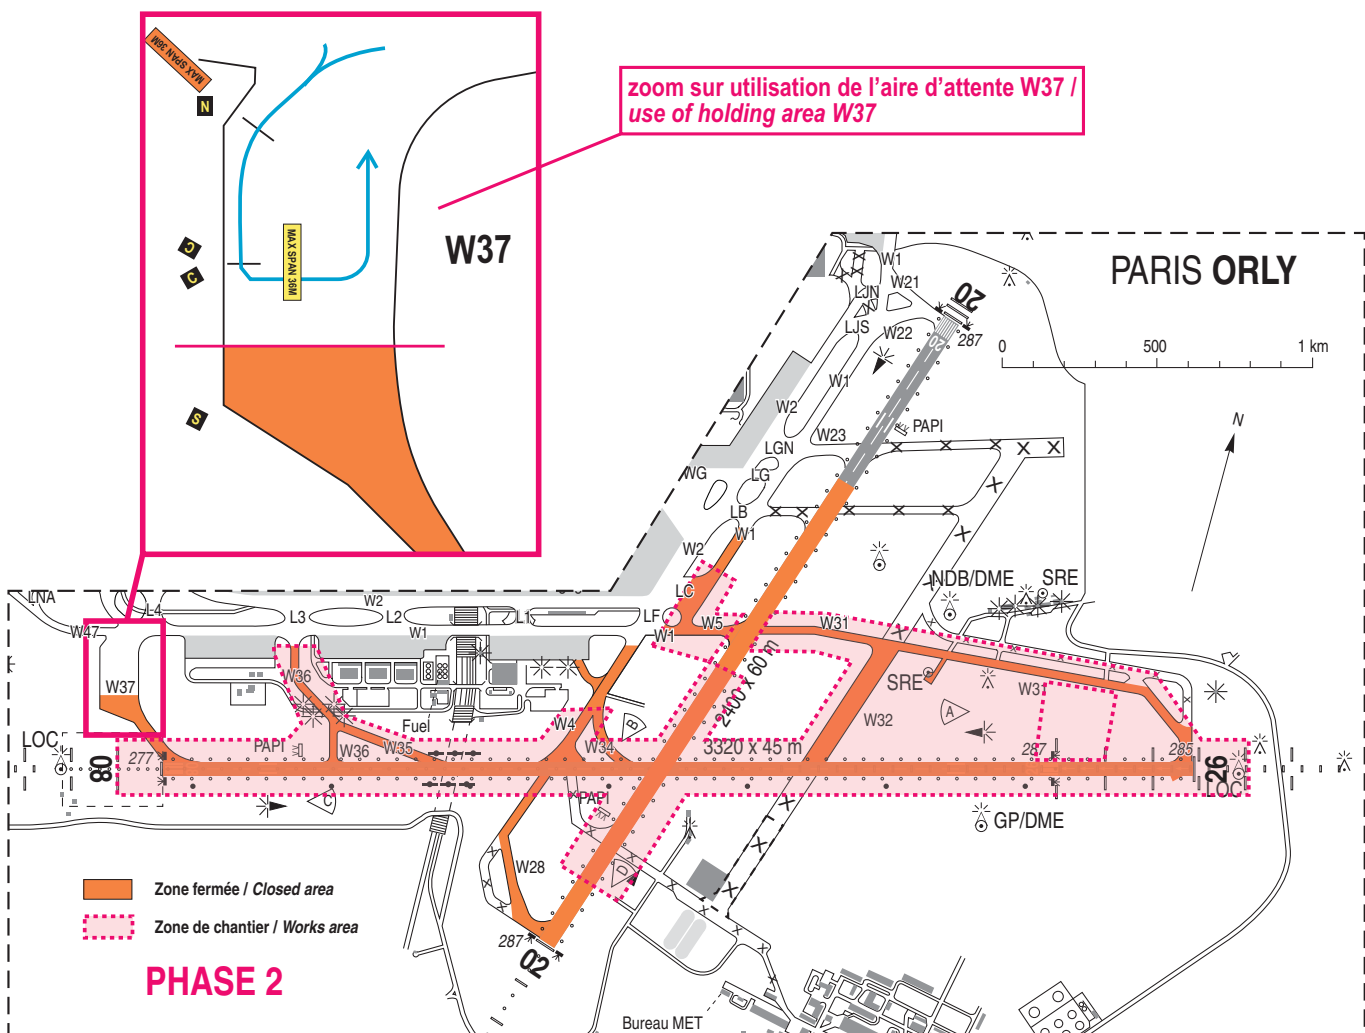 MAX SPAN 36M
N
C
C
S
MAX SPAN 36M
W37
zoom sur utilisation de l'aire d'attente W37 /
use of holding area W37
PARIS ORLY
0 500 1 km
N
W1
W21
LJN
LJS
W22
20
20
287
W1
W2
W23
PAPI
LGN
LG
WG
LB
W1
W2
NDB/DME
SRE
LC
LNA
L4
L3
W2
L2
L1
LF
W5
W31
W47
W1
W1
W37
W36
SRE
W31
2400 x 60 m
W32
A
Fuel
W4
B
LOC
08
277
PAPI
W36
W35
W34
3320 x 45 m
287
285
26
LOC
C
PAPI
GP/DME
W28
D
Zone fermée / Closed area
Zone de chantier / Works area
287
02
PHASE 2
Bureau MET